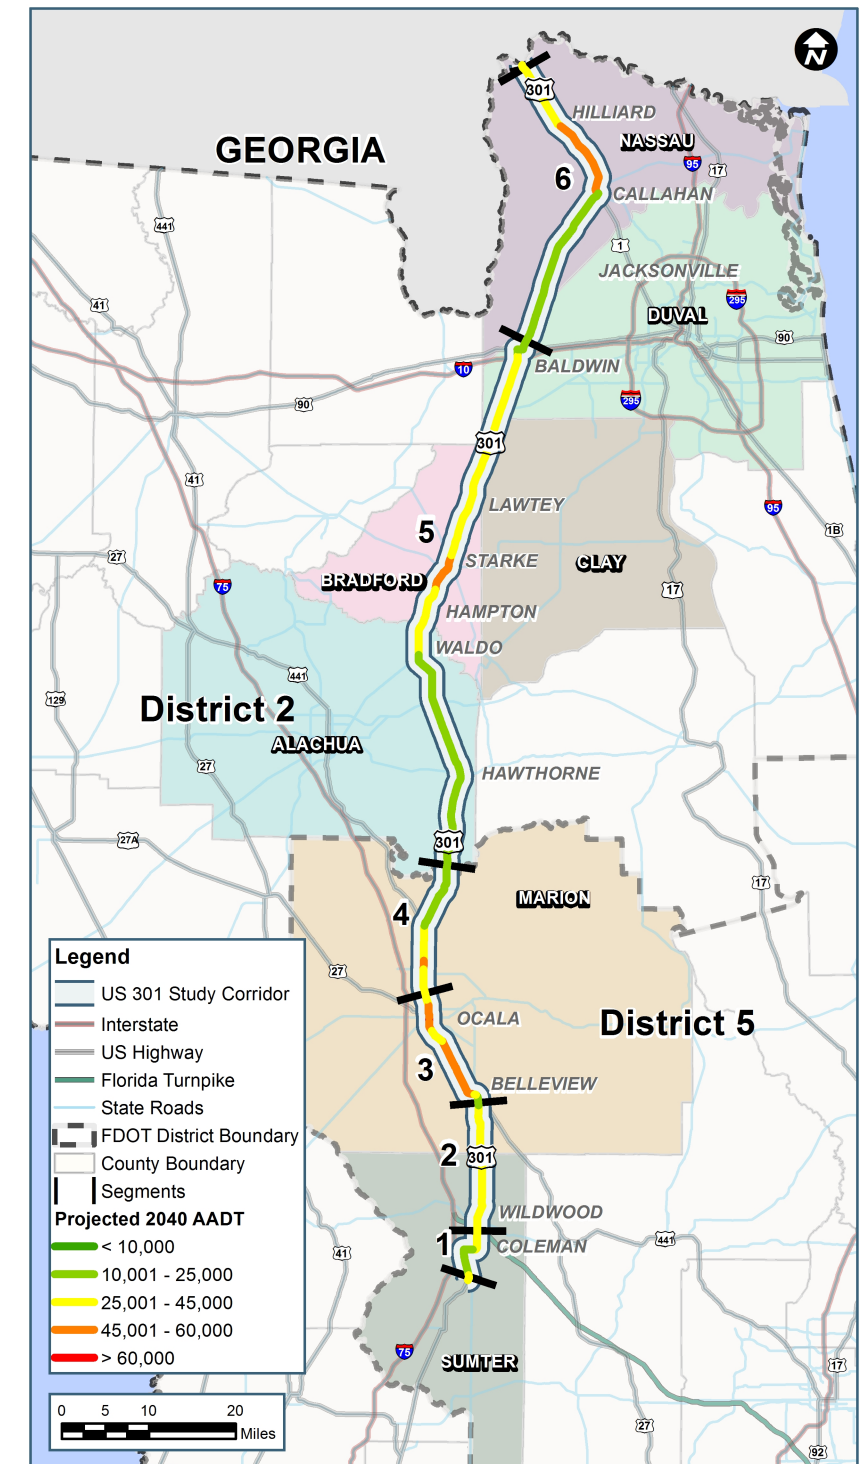 N
301
HILLIARD
NASSAU
GEORGIA
95
17
6
CALLAHAN
441
1
JACKSONVILLE
41
295
DUVAL
90
BALDWIN
10
295
90
301
41
LAWTEY
95
1B
5
STARKE
27
CLAY
75
BRADFORD
17
HAMPTON
WALDO
441
129
District 2
ALACHUA
27
HAWTHORNE
27A
301
17
MARION
4
27
OCALA
District 5
3
BELLEVIEW
2
301
WILDWOOD
1
COLEMAN
441
41
75
SUMTER
17
27
92
Legend
US 301 Study Corridor
Interstate
US Highway
Florida Turnpike
State Roads
FDOT District Boundary
County Boundary
Segments
Projected 2040 AADT
< 10,000
10,001 - 25,000
25,001 - 45,000
45,001 - 60,000
> 60,000
0 5 10 20
Miles